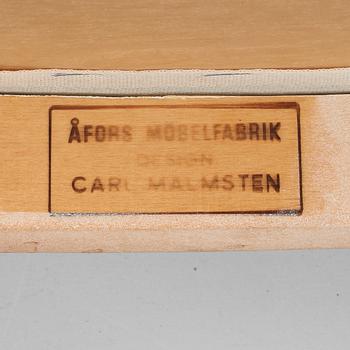 ÅFORS MÖBELFABRIK
DESIGN
CARL MALMSTEN